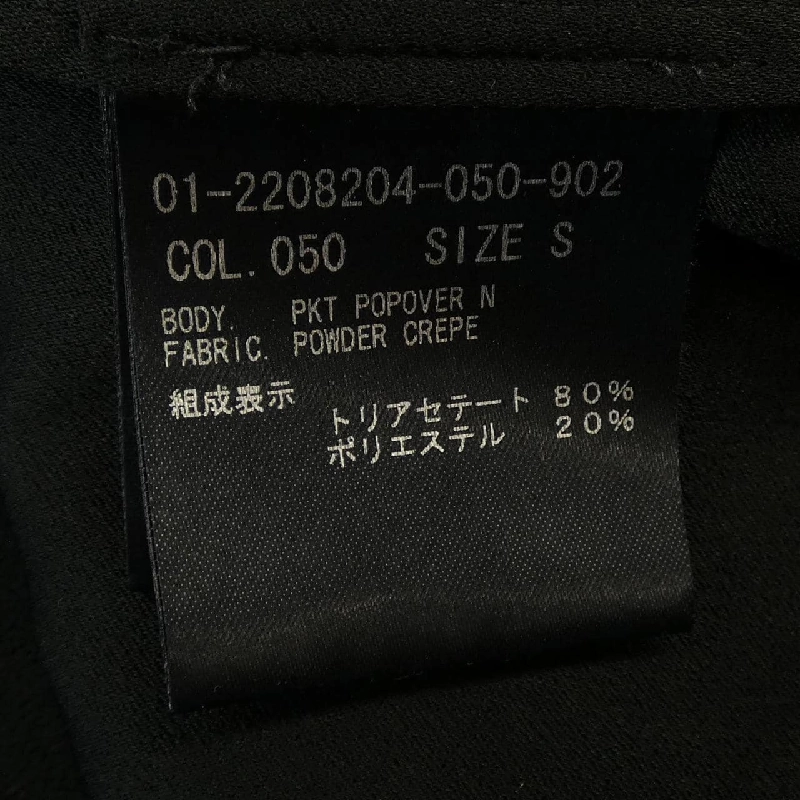 01-2208204-050-902
COL. 050 SIZE S
BODY. PKT POPOVER N
FABRIC. POWDER CREPE
組成表示
トリアセテート 80%
ポリエステル 20%